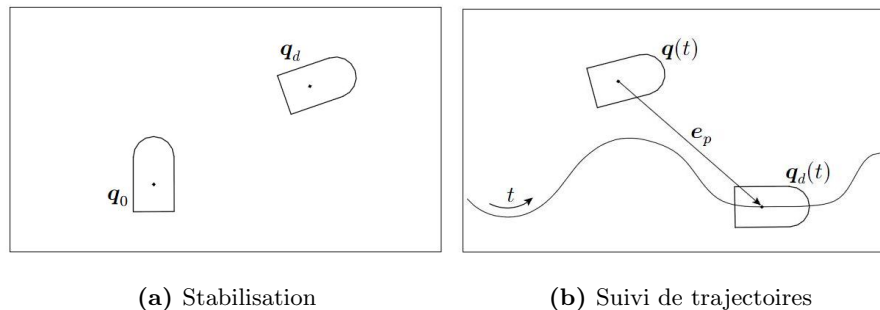 q_d
q_0
q(t)
e_p
q_d(t)
t
(a) Stabilisation
(b) Suivi de trajectoires